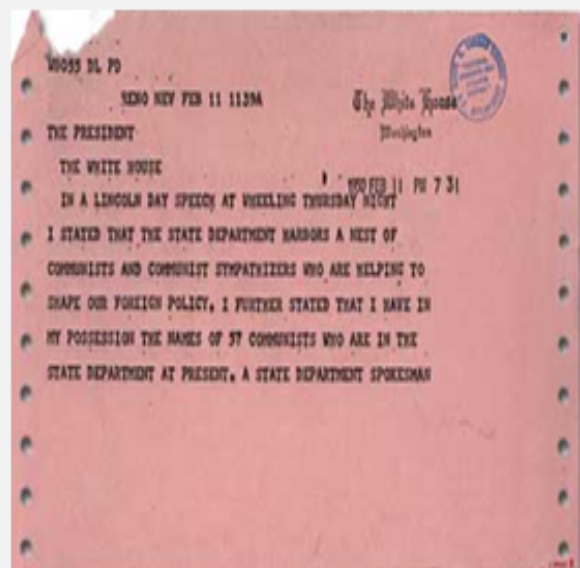 WH055 DL PD
RENO NEV FEB 11 1139A
The White House
Washington
THE PRESIDENT
THE WHITE HOUSE
1950 FEB 11 PM 7 31
IN A LINCOLN DAY SPEECH AT WHEELING THURSDAY NIGHT
I STATED THAT THE STATE DEPARTMENT HARBORS A NEST OF
COMMUNISTS AND COMMUNIST SYMPATHIZERS WHO ARE HELPING TO
SHAPE OUR FOREIGN POLICY. I FURTHER STATED THAT I HAVE IN
MY POSSESSION THE NAMES OF 57 COMMUNISTS WHO ARE IN THE
STATE DEPARTMENT AT PRESENT. A STATE DEPARTMENT SPOKESMAN